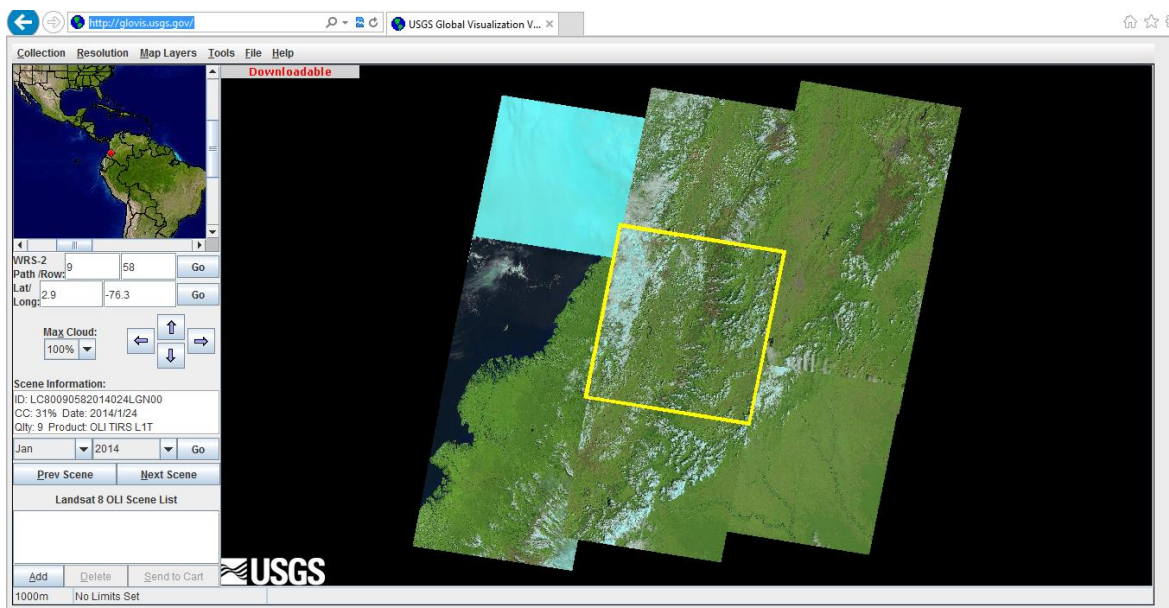 http://glovis.usgs.gov/
USGS Global Visualization V...
Collection Resolution Map Layers Tools File Help
Downloadable
WRS-2
Path /Row: 9 58 Go
Lat/
Long: 2.9 -76.3 Go
Max Cloud:
100%
Scene Information:
ID: LC80090582014024LGN00
CC: 31% Date: 2014/1/24
Qlty: 9 Product: OLI TIRS L1T
Jan 2014 Go
Prev Scene Next Scene
Landsat 8 OLI Scene List
Add Delete Send to Cart
USGS
1000m No Limits Set